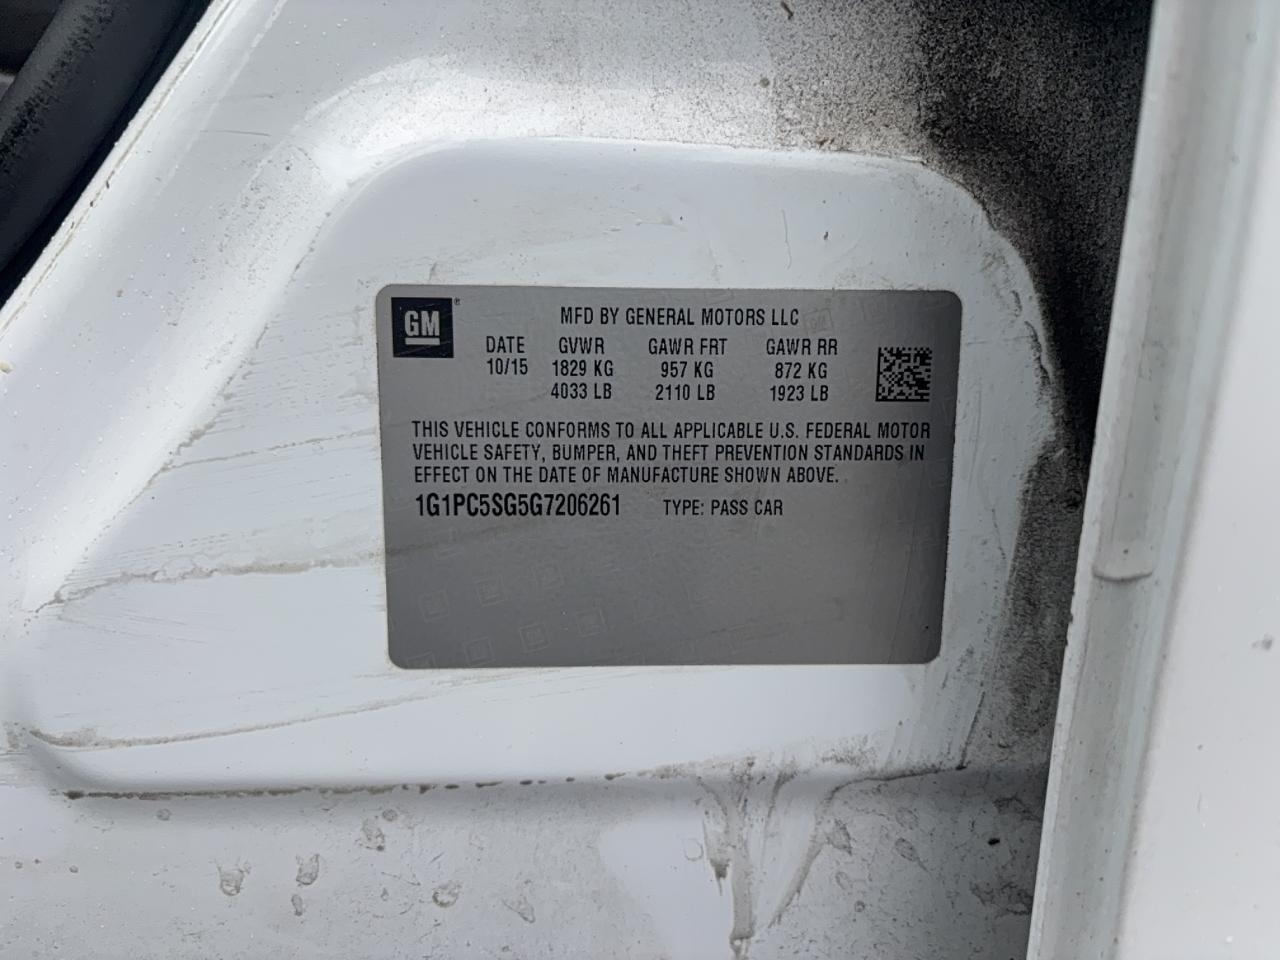 GM
MFD BY GENERAL MOTORS LLC
DATE GVWR GAWR FRT GAWR RR
10/15 1829 KG 957 KG 872 KG
4033 LB 2110 LB 1923 LB
THIS VEHICLE CONFORMS TO ALL APPLICABLE U.S. FEDERAL MOTOR
VEHICLE SAFETY, BUMPER, AND THEFT PREVENTION STANDARDS IN
EFFECT ON THE DATE OF MANUFACTURE SHOWN ABOVE.
1G1PC5SG5G7206261 TYPE: PASS CAR